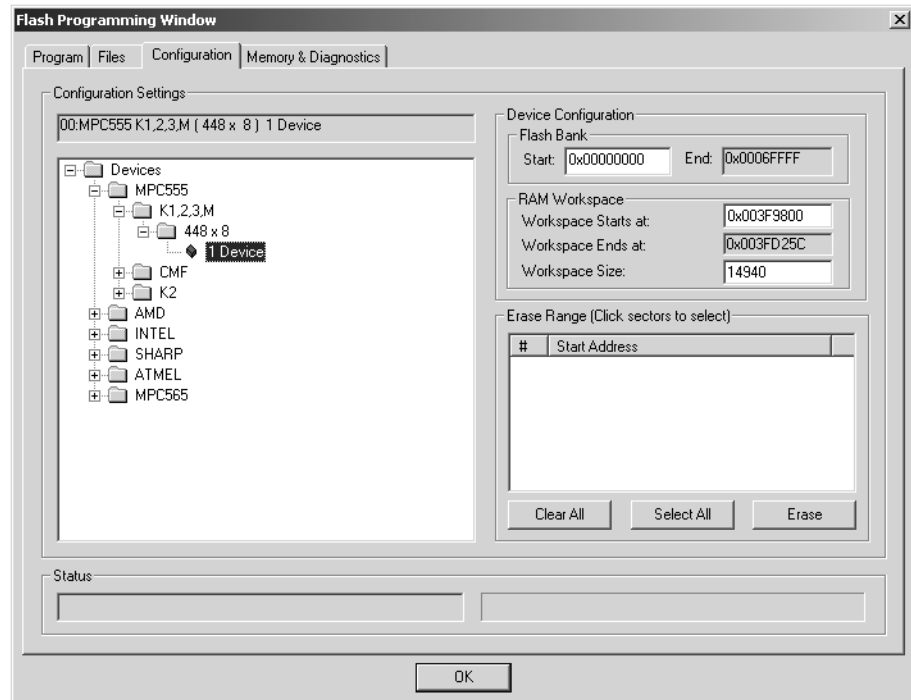 Flash Programming Window
Program Files Configuration Memory & Diagnostics
Configuration Settings
00:MPC555 K1,2,3,M ( 448 x 8 ) 1 Device
Devices
MPC555
K1,2,3,M
448 x 8
1 Device
CMF
K2
AMD
INTEL
SHARP
ATMEL
MPC565
Device Configuration
Flash Bank
Start: 0x00000000 End: 0x0006FFFF
RAM Workspace
Workspace Starts at: 0x003F9800
Workspace Ends at: 0x003FD25C
Workspace Size: 14940
Erase Range (Click sectors to select)
# Start Address
Clear All Select All Erase
Status
OK